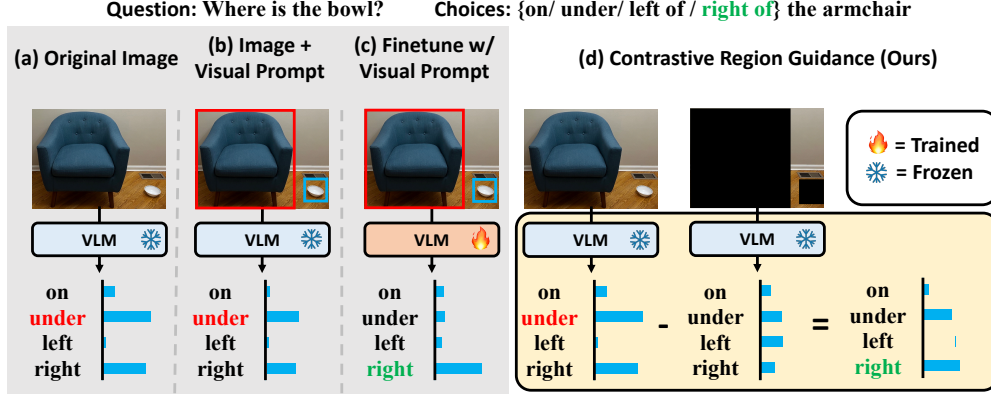 Question: Where is the bowl? Choices: {on/ under/ left of / right of} the armchair
(a) Original Image
(b) Image +
Visual Prompt
(c) Finetune w/
Visual Prompt
(d) Contrastive Region Guidance (Ours)
= Trained
= Frozen
VLM
VLM
VLM
VLM
VLM
on
under
left
right
on
under
left
right
on
under
left
right
on
under
left
right
-
on
under
left
right
=
on
under
left
right